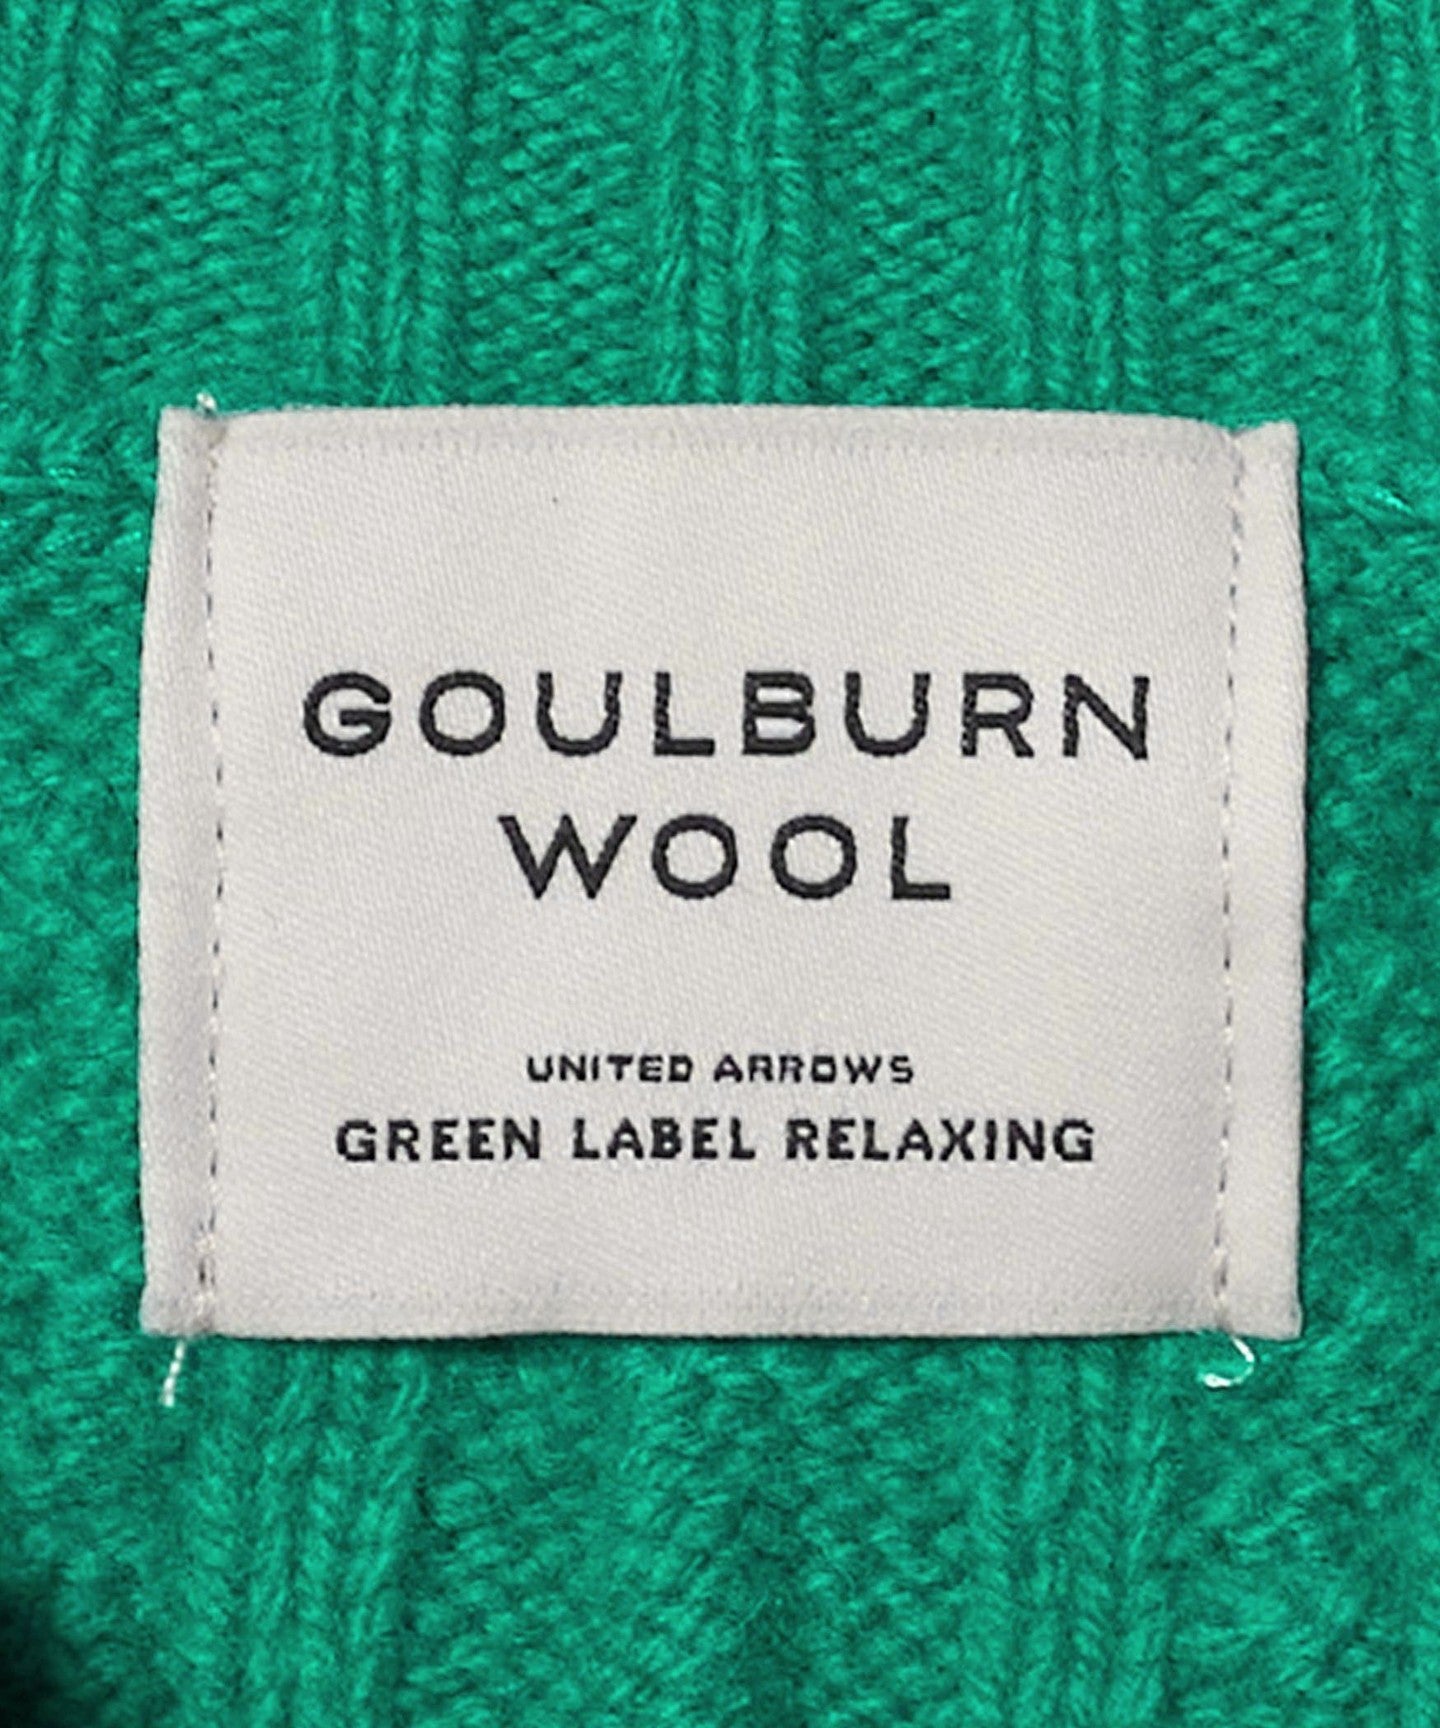 GOULBURN
WOOL
UNITED ARROWS
GREEN LABEL RELAXING